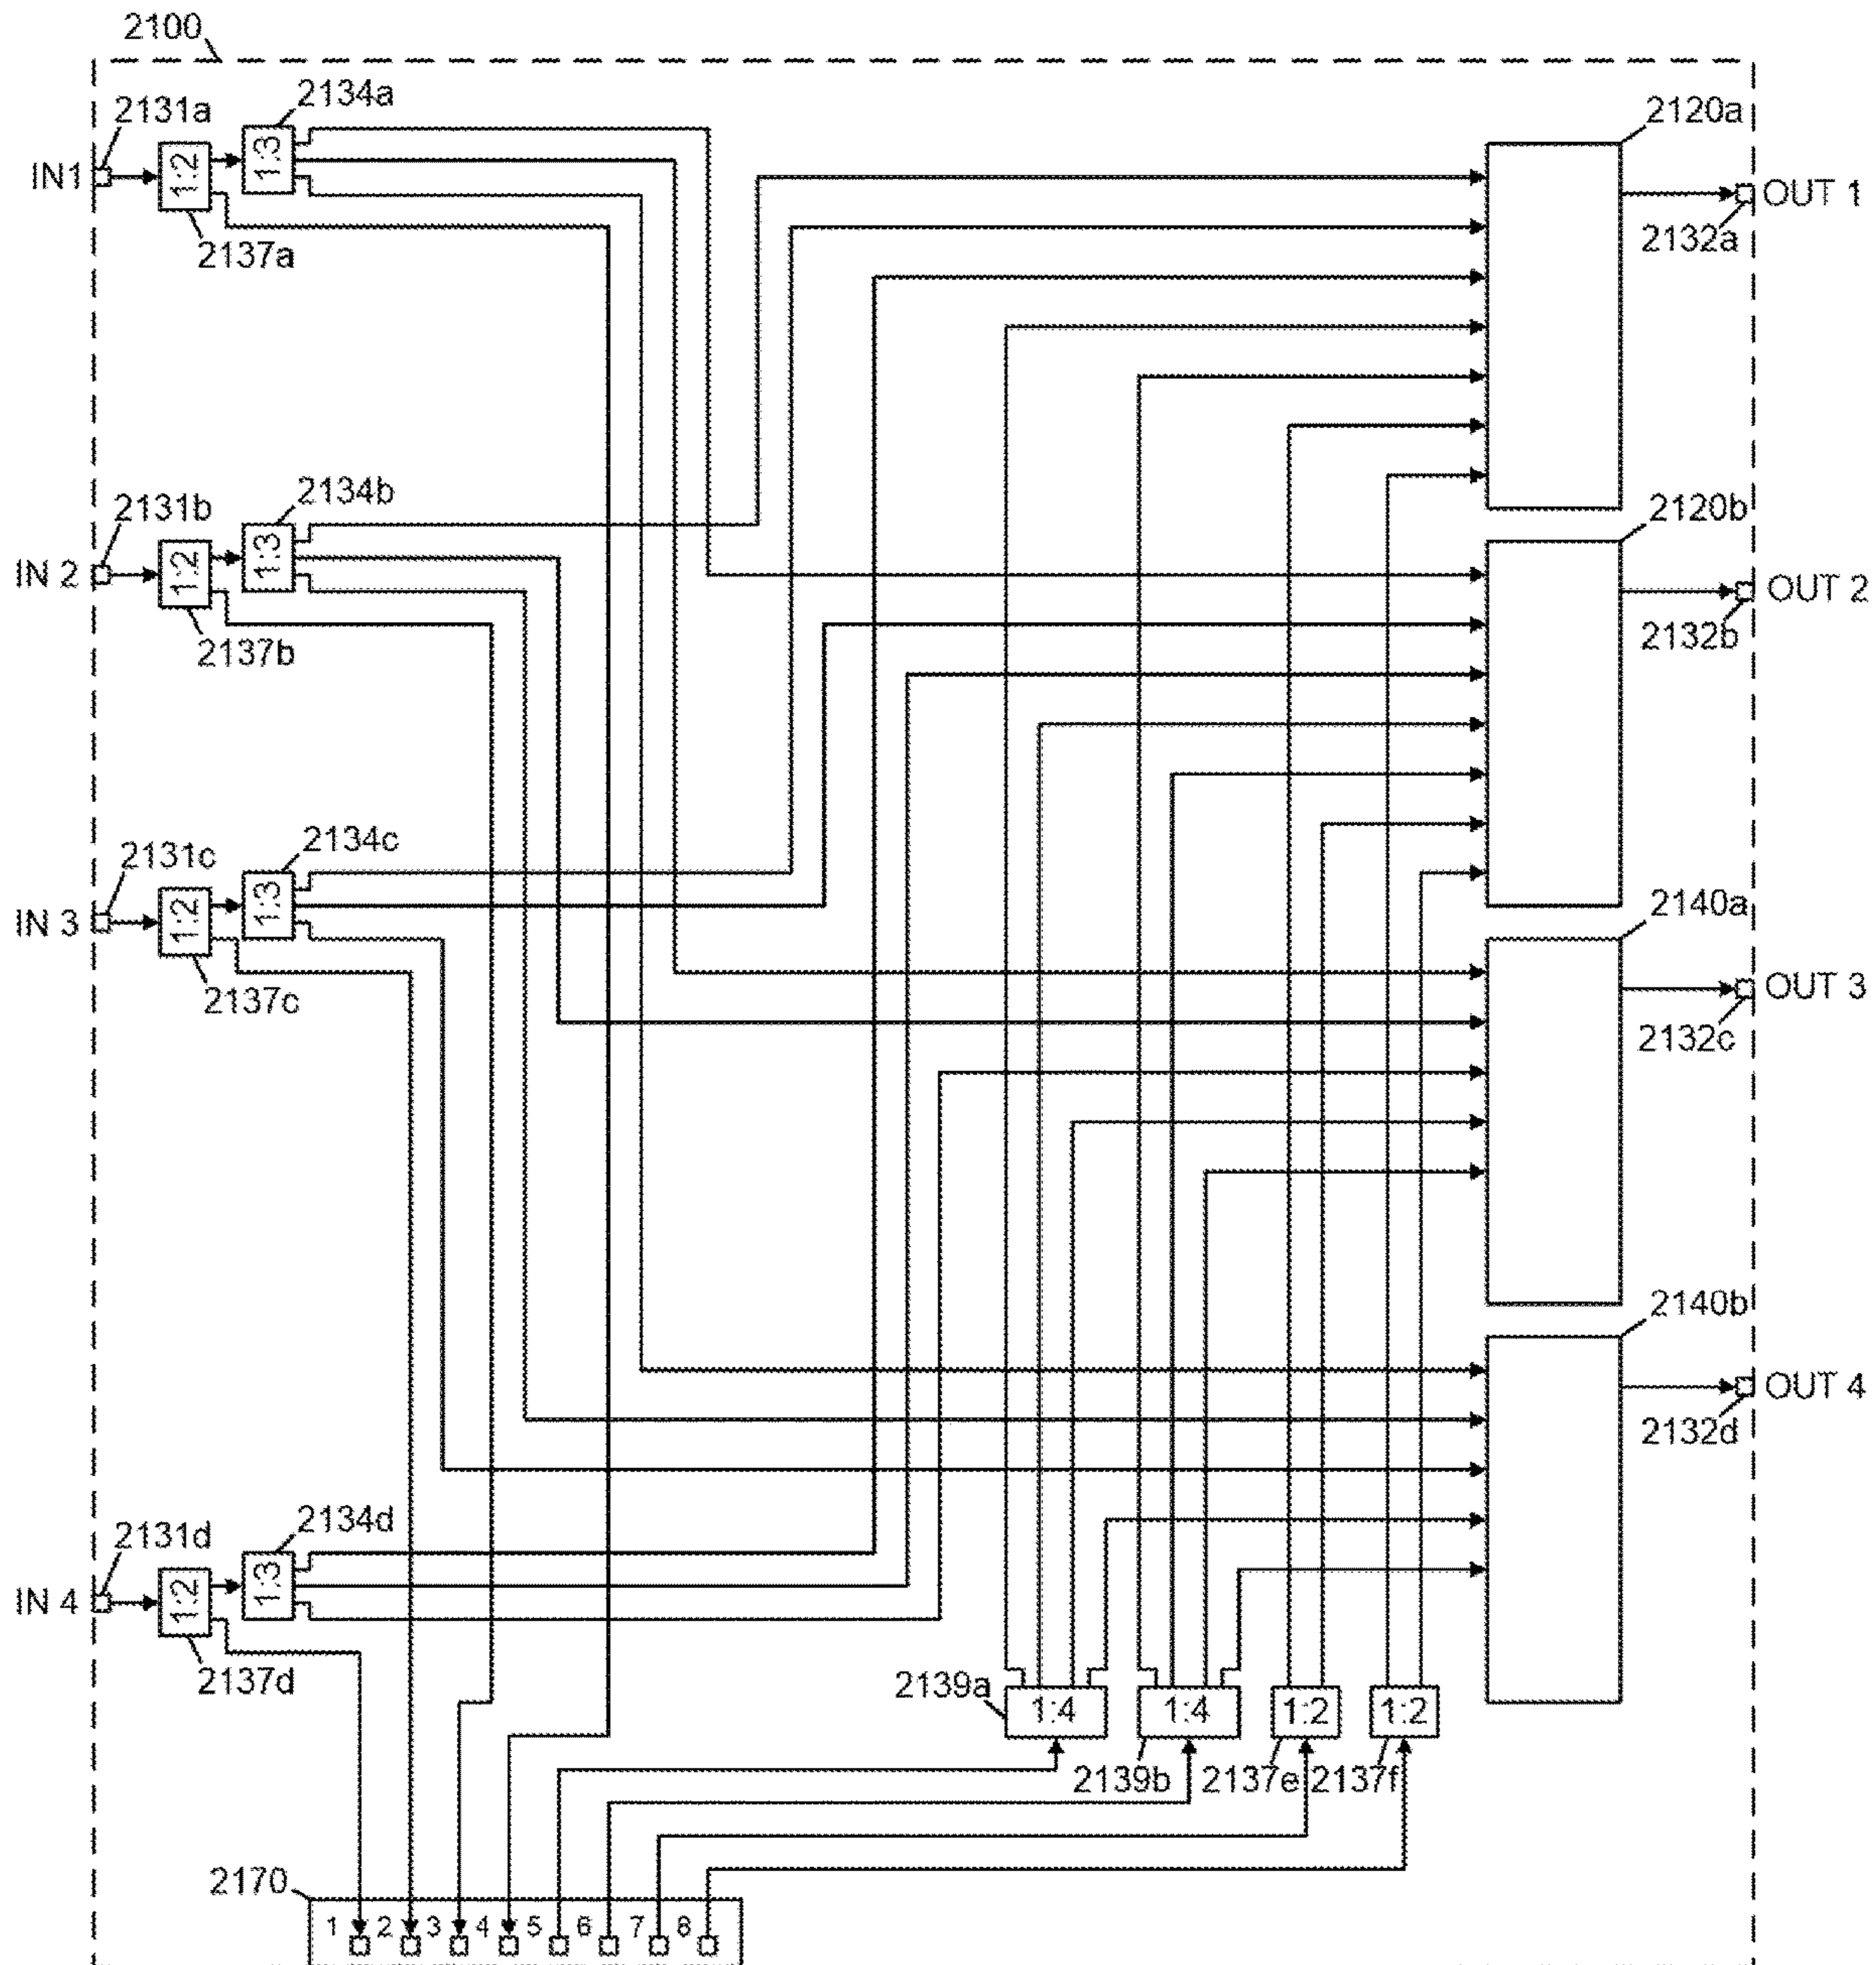 2100
2131a
2134a
2120a
IN1
1:2
1:3
OUT 1
2137a
2132a
2131b
2134b
2120b
IN 2
1:2
1:3
OUT 2
2137b
2132b
2131c
2134c
2140a
IN 3
1:2
1:3
OUT 3
2137c
2132c
2140b
OUT 4
2132d
2131d
2134d
IN 4
1:2
1:3
2137d
2139a
1:4
1:4
1:2
1:2
2139b
2137e
2137f
2170
1 2 3 4 5 6 7 8